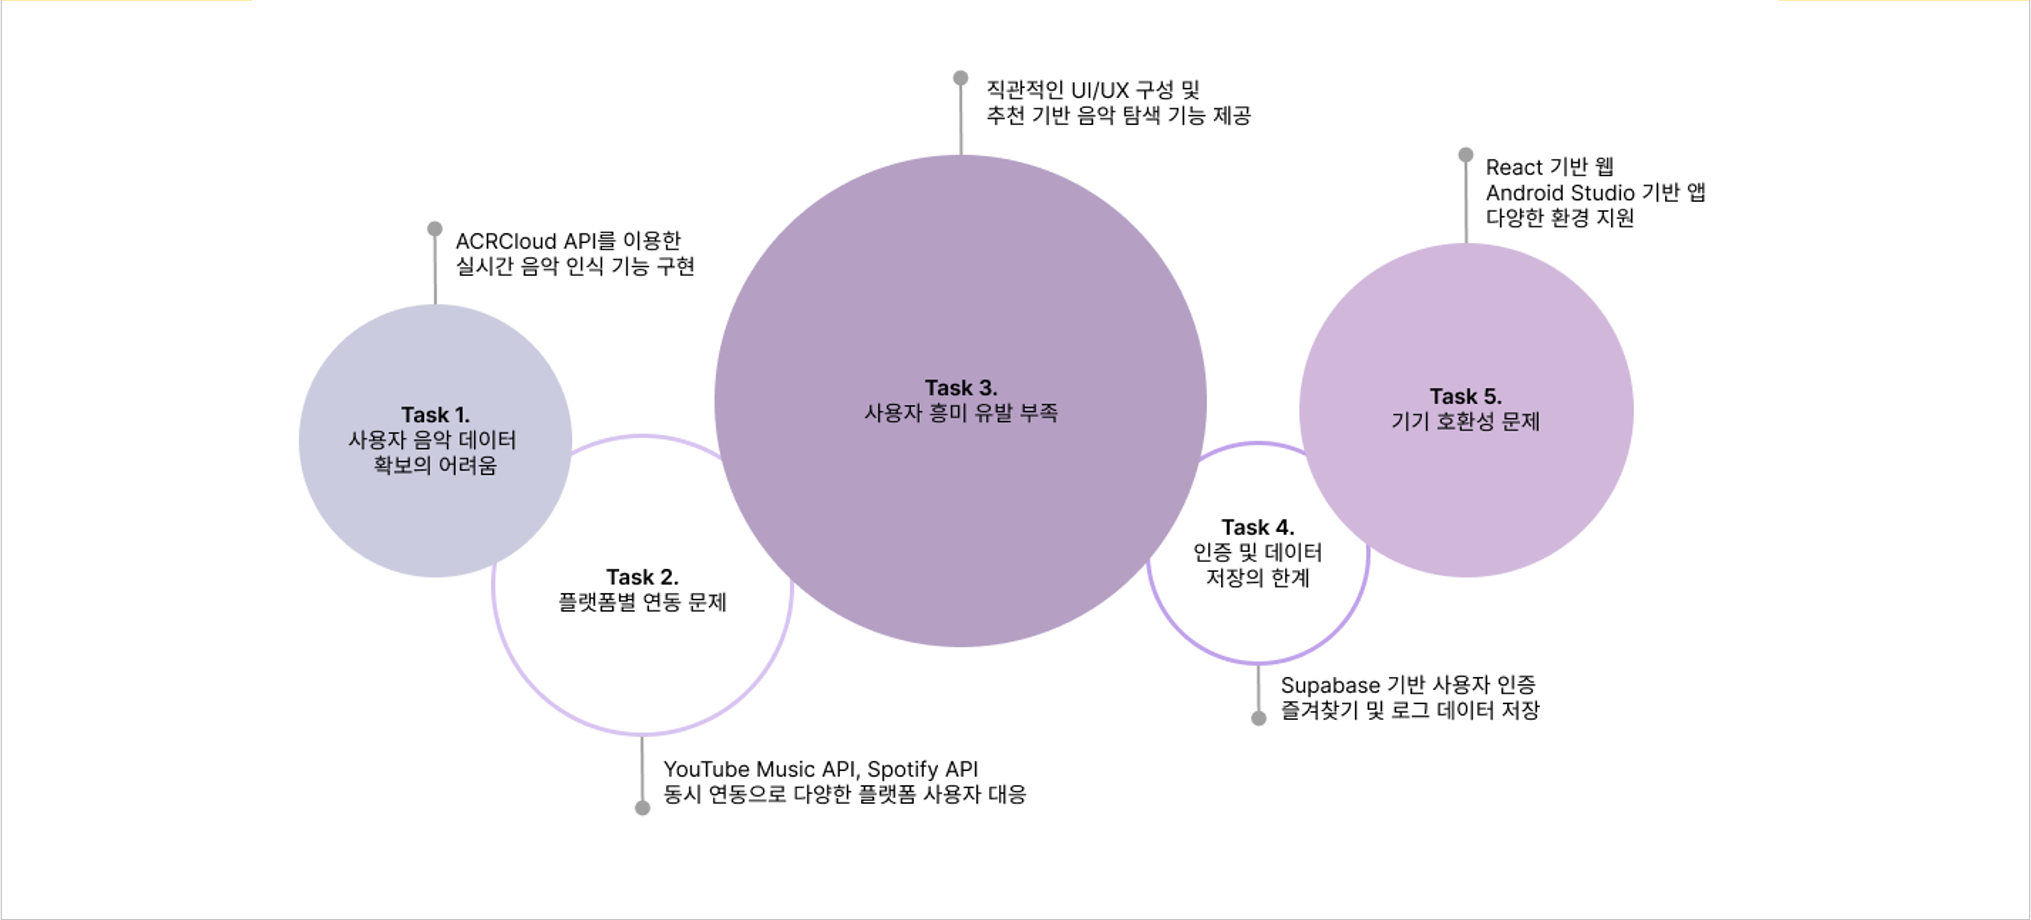 직관적인 UI/UX 구성 및
추천 기반 음악 탐색 기능 제공
React 기반 웹
Android Studio 기반 앱
다양한 환경 지원
ACRCloud API를 이용한
실시간 음악 인식 기능 구현
Task 1.
사용자 음악 데이터
확보의 어려움
Task 2.
플랫폼별 연동 문제
Task 3.
사용자 흥미 유발 부족
Task 4.
인증 및 데이터
저장의 한계
Task 5.
기기 호환성 문제
Supabase 기반 사용자 인증
즐겨찾기 및 로그 데이터 저장
YouTube Music API, Spotify API
동시 연동으로 다양한 플랫폼 사용자 대응